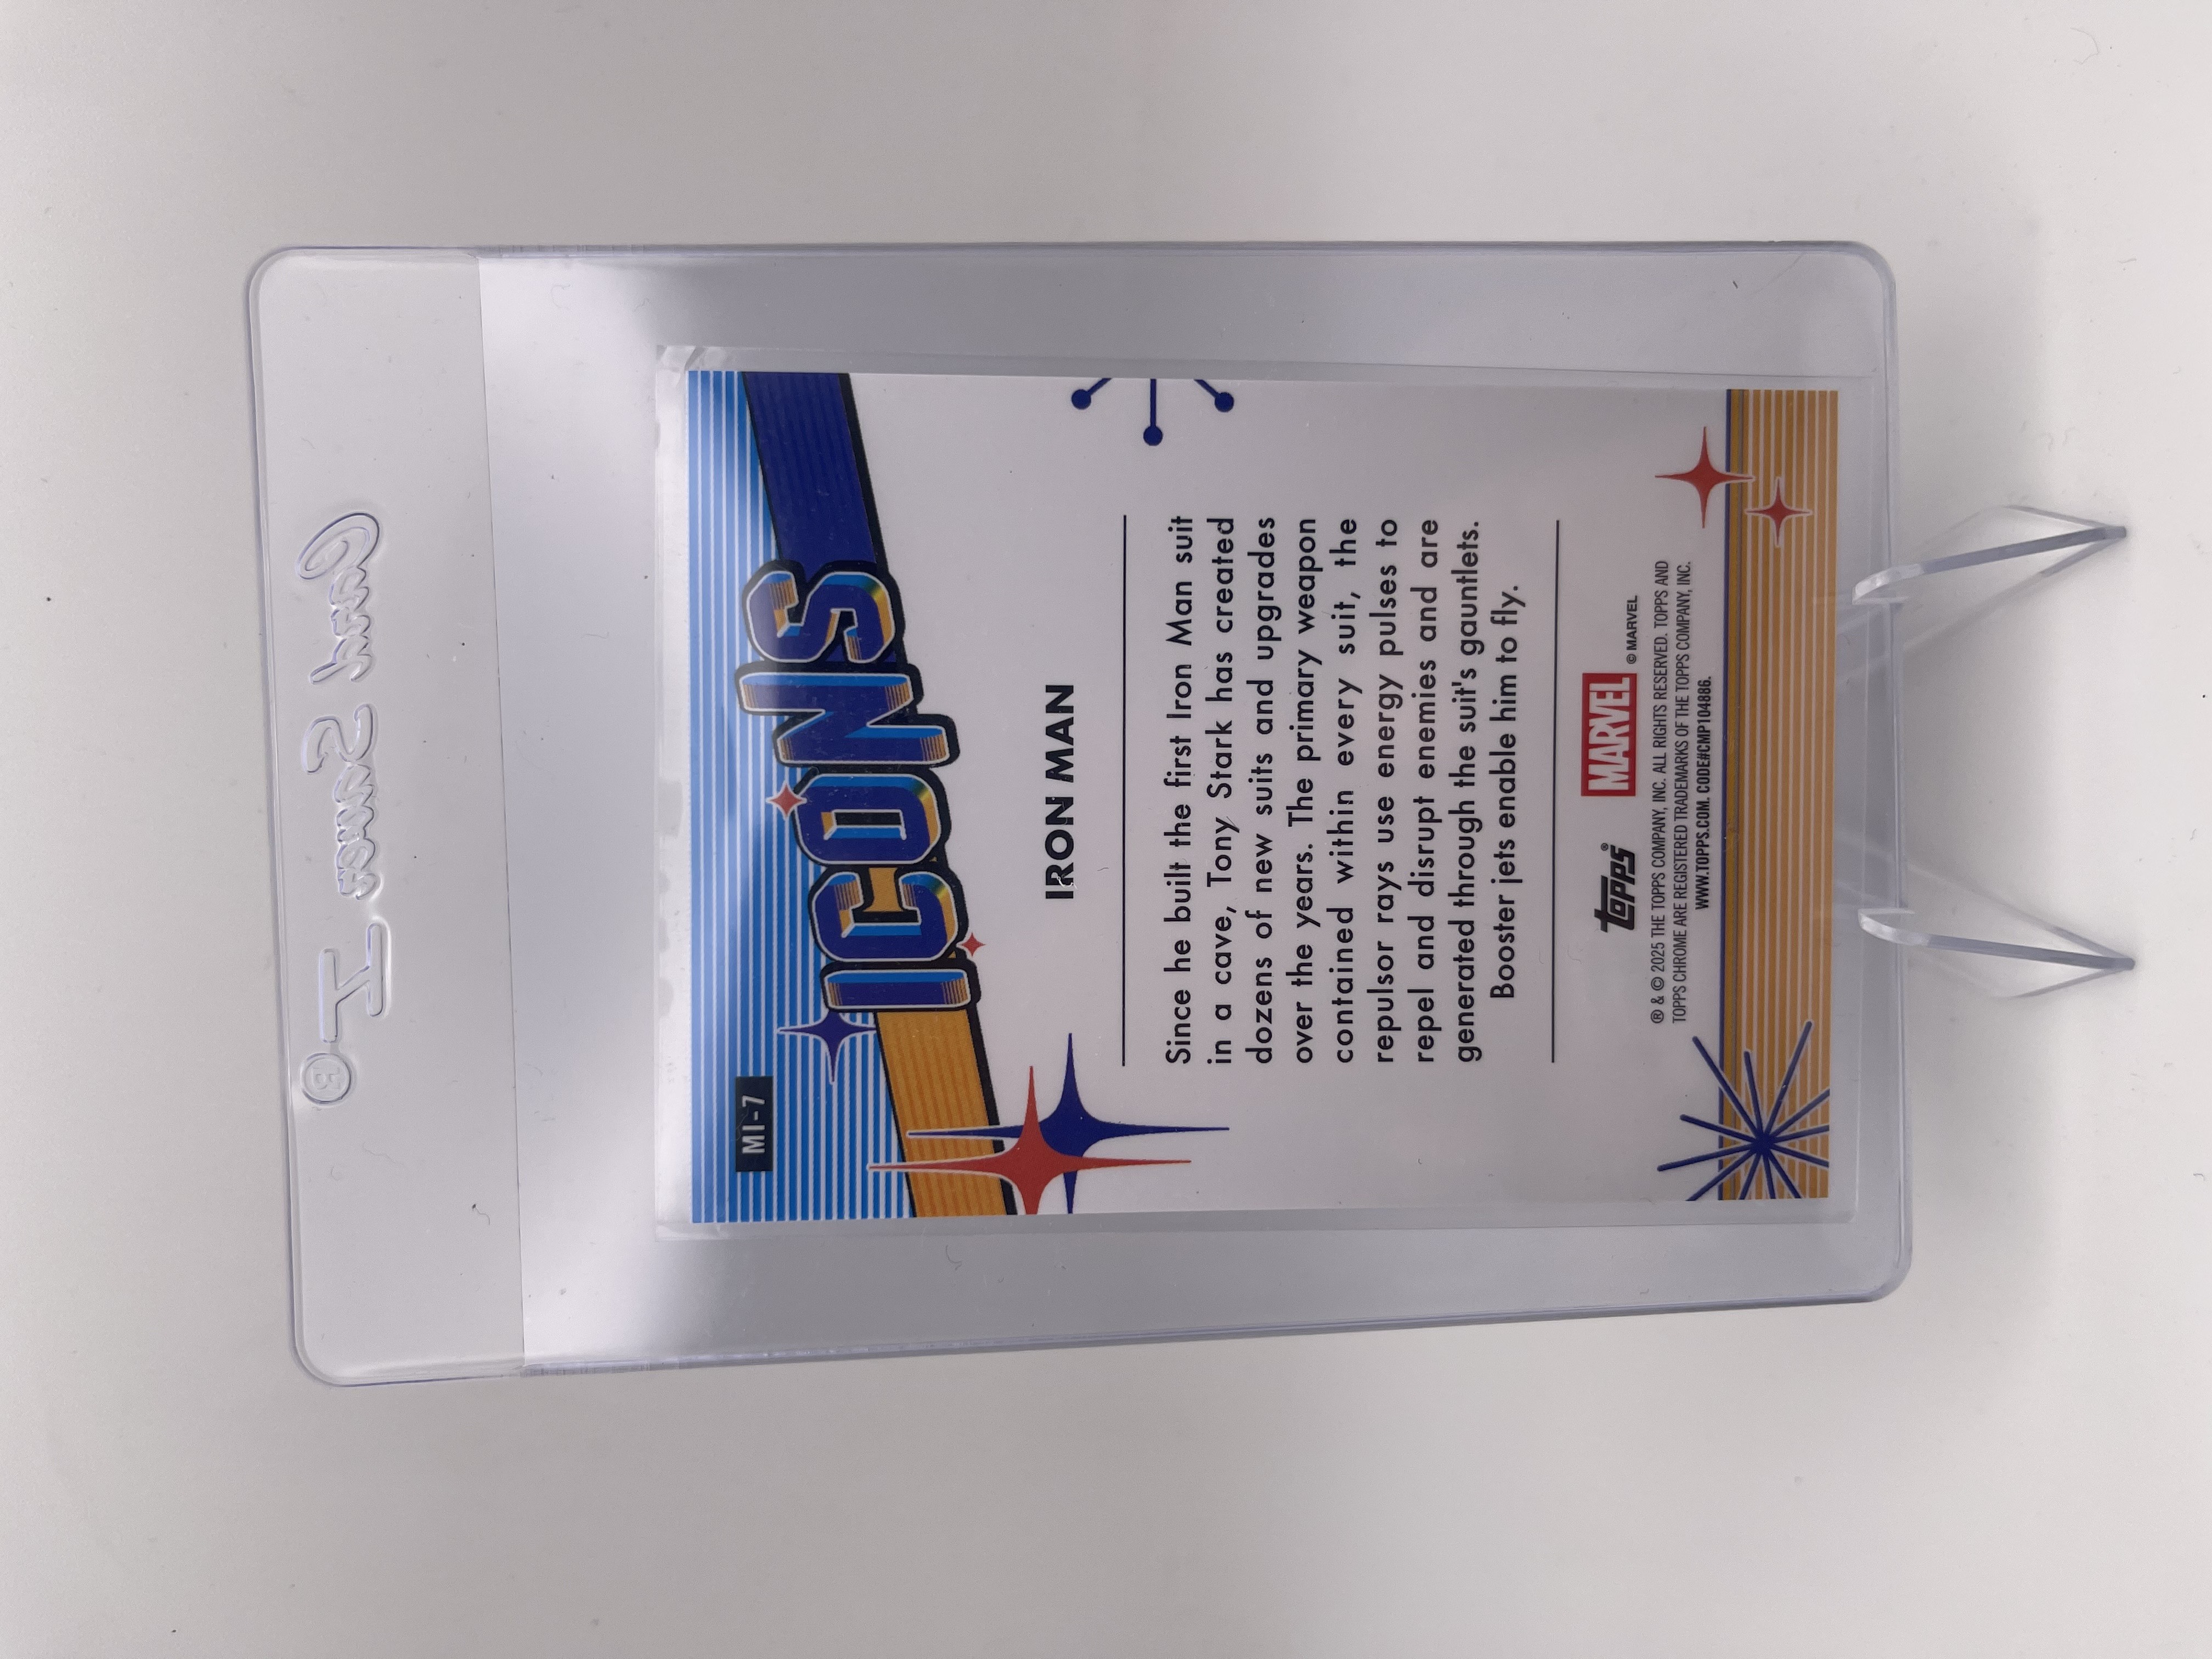 Card Saver I®
MI-7
ICONS
IRON MAN
Since he built the first Iron Man suit
in a cave, Tony Stark has created
dozens of new suits and upgrades
over the years. The primary weapon
contained within every suit, the
repulsor rays use energy pulses to
repel and disrupt enemies and are
generated through the suit's gauntlets.
Booster jets enable him to fly.
topps®
MARVEL
© MARVEL
® & © 2025 THE TOPPS COMPANY, INC. ALL RIGHTS RESERVED. TOPPS AND
TOPPS CHROME ARE REGISTERED TRADEMARKS OF THE TOPPS COMPANY, INC.
WWW.TOPPS.COM. CODE#CMP104886.